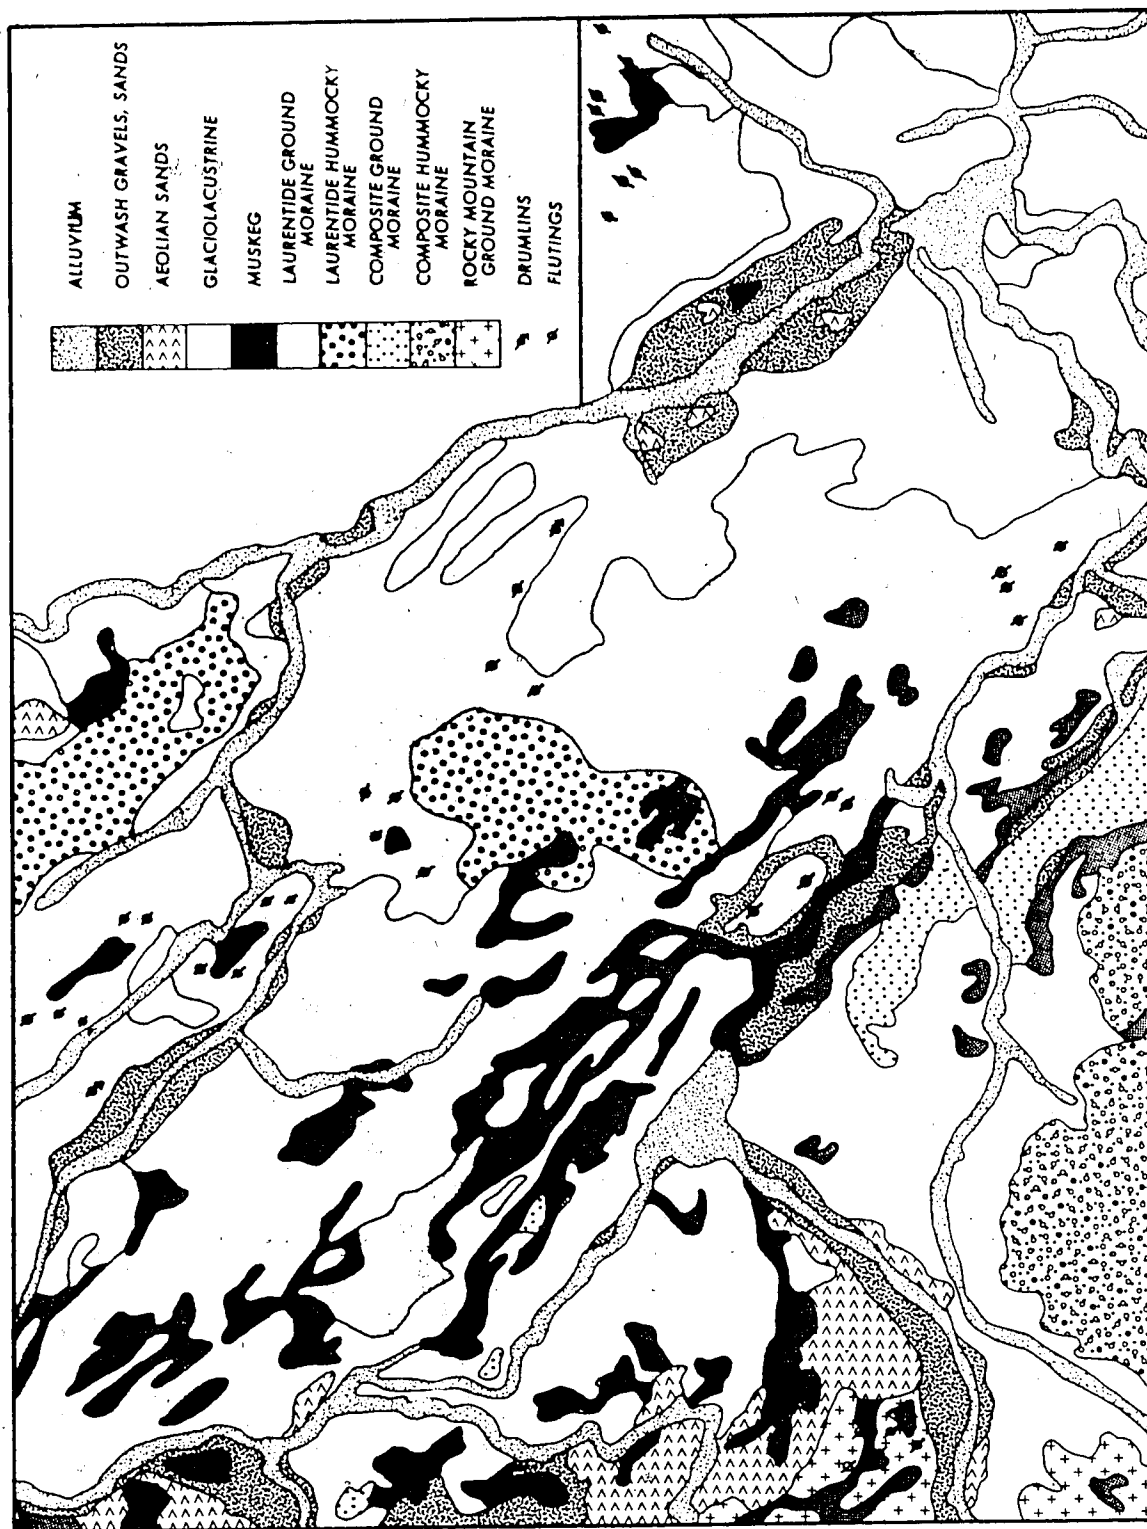 ALLUVIUM
OUTWASH GRAVELS, SANDS
AEOLIAN SANDS
GLACIOLACUSTRINE
MUSKEG
LAURENTIDE GROUND
MORAINE
LAURENTIDE HUMMOCKY
MORAINE
COMPOSITE GROUND
MORAINE
COMPOSITE HUMMOCKY
MORAINE
ROCKY MOUNTAIN
GROUND MORAINE
DRUMLINS
FLUTINGS